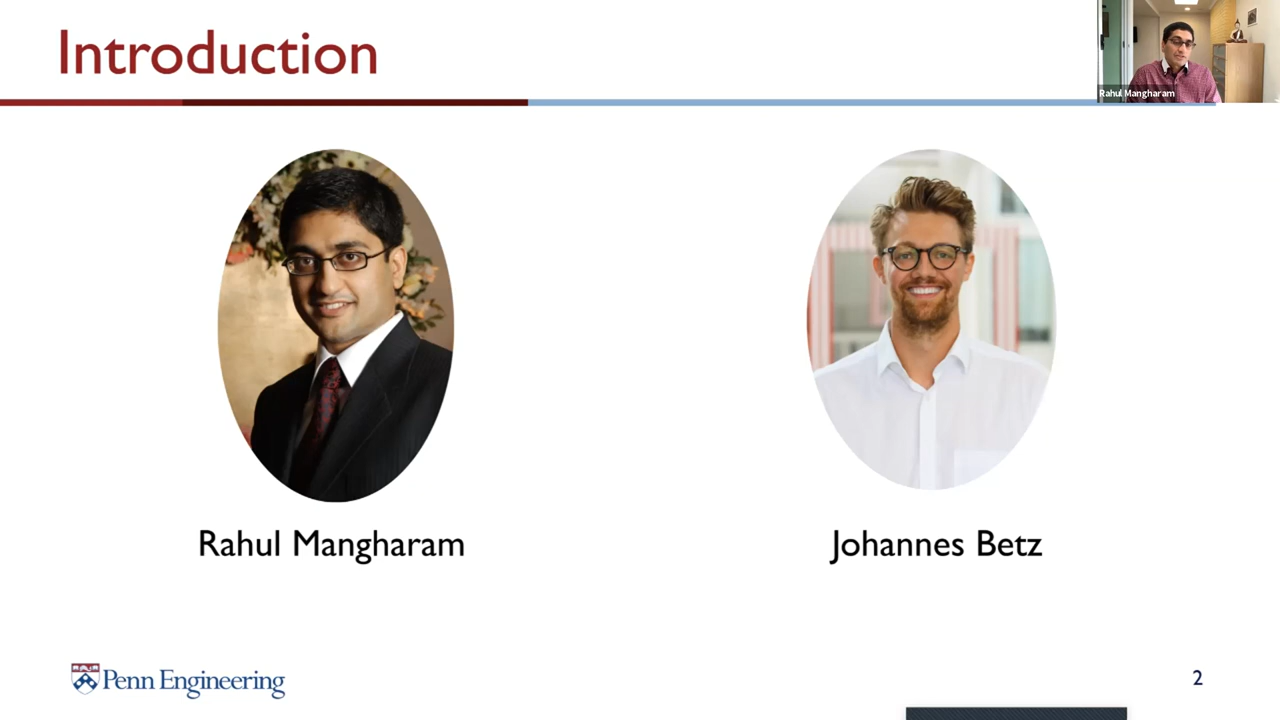 Introduction
Rahul Mangharam
Rahul Mangharam
Johannes Betz
Penn Engineering
2